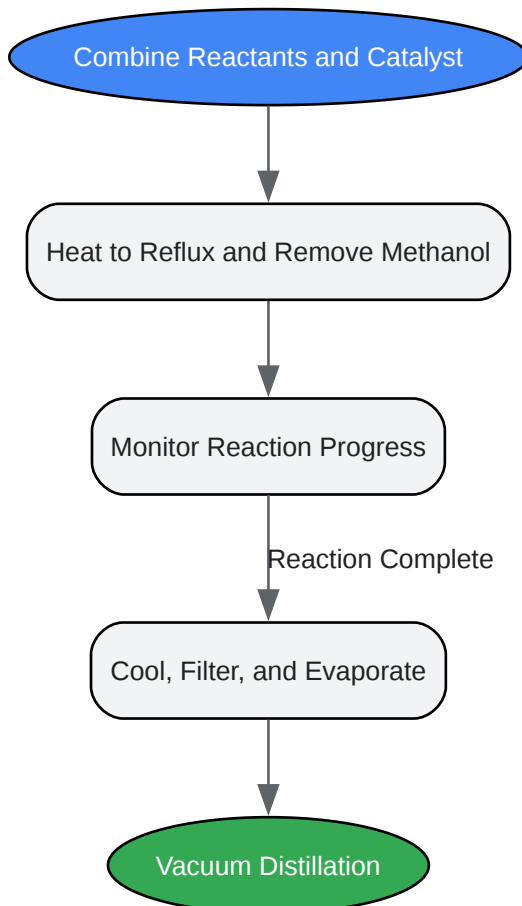 Combine Reactants and Catalyst
Heat to Reflux and Remove Methanol
Monitor Reaction Progress
Reaction Complete
Cool, Filter, and Evaporate
Vacuum Distillation